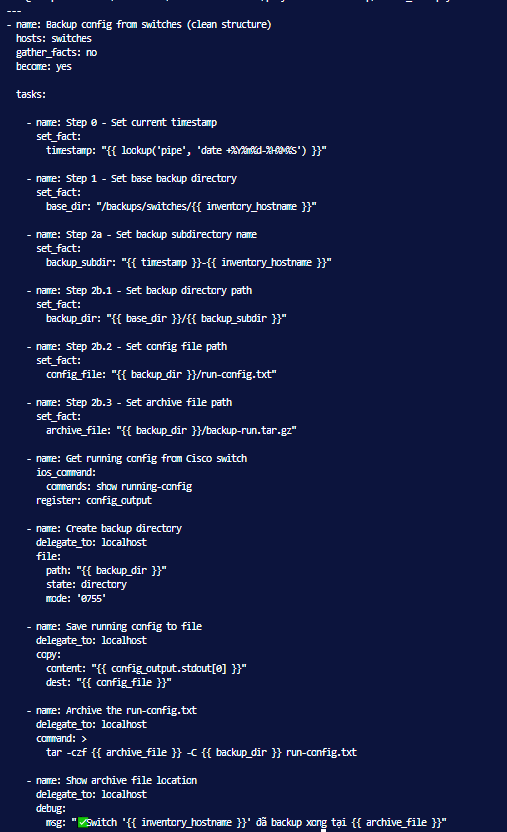 ---
- name: Backup config from switches (clean structure)
  hosts: switches
  gather_facts: no
  become: yes

  tasks:

    - name: Step 0 - Set current timestamp
      set_fact:
        timestamp: "{{ lookup('pipe', 'date +%Y%m%d-%H%M%S') }}"

    - name: Step 1 - Set base backup directory
      set_fact:
        base_dir: "/backups/switches/{{ inventory_hostname }}"

    - name: Step 2a - Set backup subdirectory name
      set_fact:
        backup_subdir: "{{ timestamp }}-{{ inventory_hostname }}"

    - name: Step 2b.1 - Set backup directory path
      set_fact:
        backup_dir: "{{ base_dir }}/{{ backup_subdir }}"

    - name: Step 2b.2 - Set config file path
      set_fact:
        config_file: "{{ backup_dir }}/run-config.txt"

    - name: Step 2b.3 - Set archive file path
      set_fact:
        archive_file: "{{ backup_dir }}/backup-run.tar.gz"

    - name: Get running config from Cisco switch
      ios_command:
        commands: show running-config
      register: config_output

    - name: Create backup directory
      delegate_to: localhost
      file:
        path: "{{ backup_dir }}"
        state: directory
        mode: '0755'

    - name: Save running config to file
      delegate_to: localhost
      copy:
        content: "{{ config_output.stdout[0] }}"
        dest: "{{ config_file }}"

    - name: Archive the run-config.txt
      delegate_to: localhost
      command: >
        tar -czf {{ archive_file }} -C {{ backup_dir }} run-config.txt

    - name: Show archive file location
      delegate_to: localhost
      debug:
        msg: "✅Switch '{{ inventory_hostname }}' đã backup xong tại {{ archive_file }}"